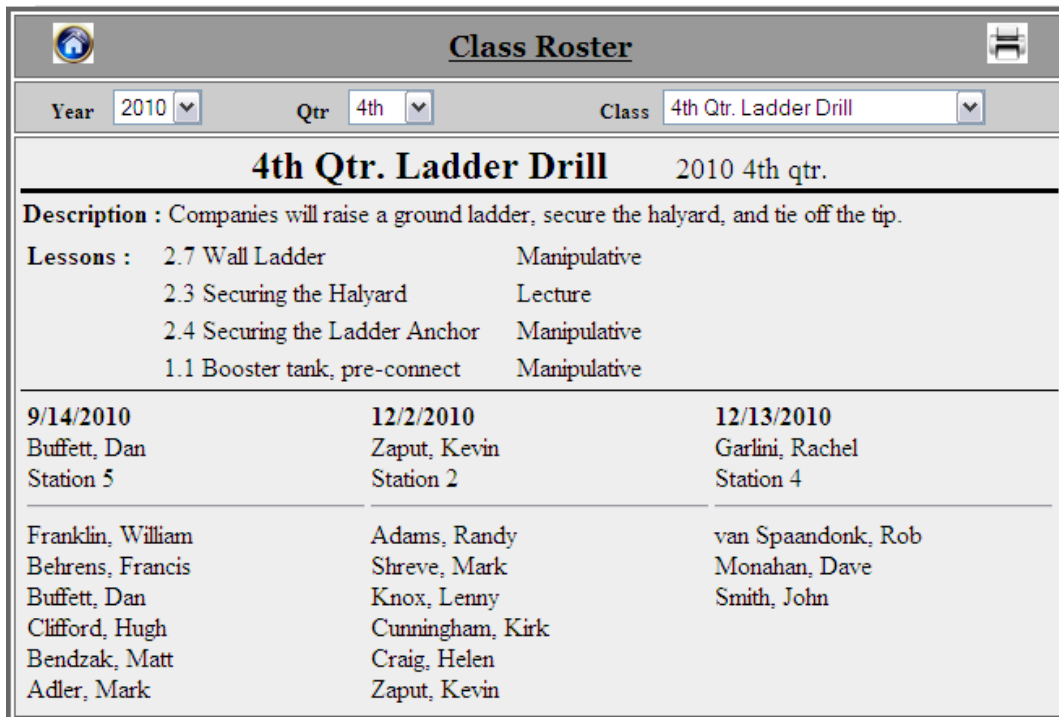 Class Roster
Year 2010 Qtr 4th Class 4th Qtr. Ladder Drill
4th Qtr. Ladder Drill 2010 4th qtr.
Description : Companies will raise a ground ladder, secure the halyard, and tie off the tip.
Lessons : 2.7 Wall Ladder Manipulative
2.3 Securing the Halyard Lecture
2.4 Securing the Ladder Anchor Manipulative
1.1 Booster tank, pre-connect Manipulative
9/14/2010 12/2/2010 12/13/2010
Buffett, Dan Zaput, Kevin Garlini, Rachel
Station 5 Station 2 Station 4
Franklin, William Adams, Randy van Spaandonk, Rob
Behrens, Francis Shreve, Mark Monahan, Dave
Buffett, Dan Knox, Lenny Smith, John
Clifford, Hugh Cunningham, Kirk
Bendzak, Matt Craig, Helen
Adler, Mark Zaput, Kevin